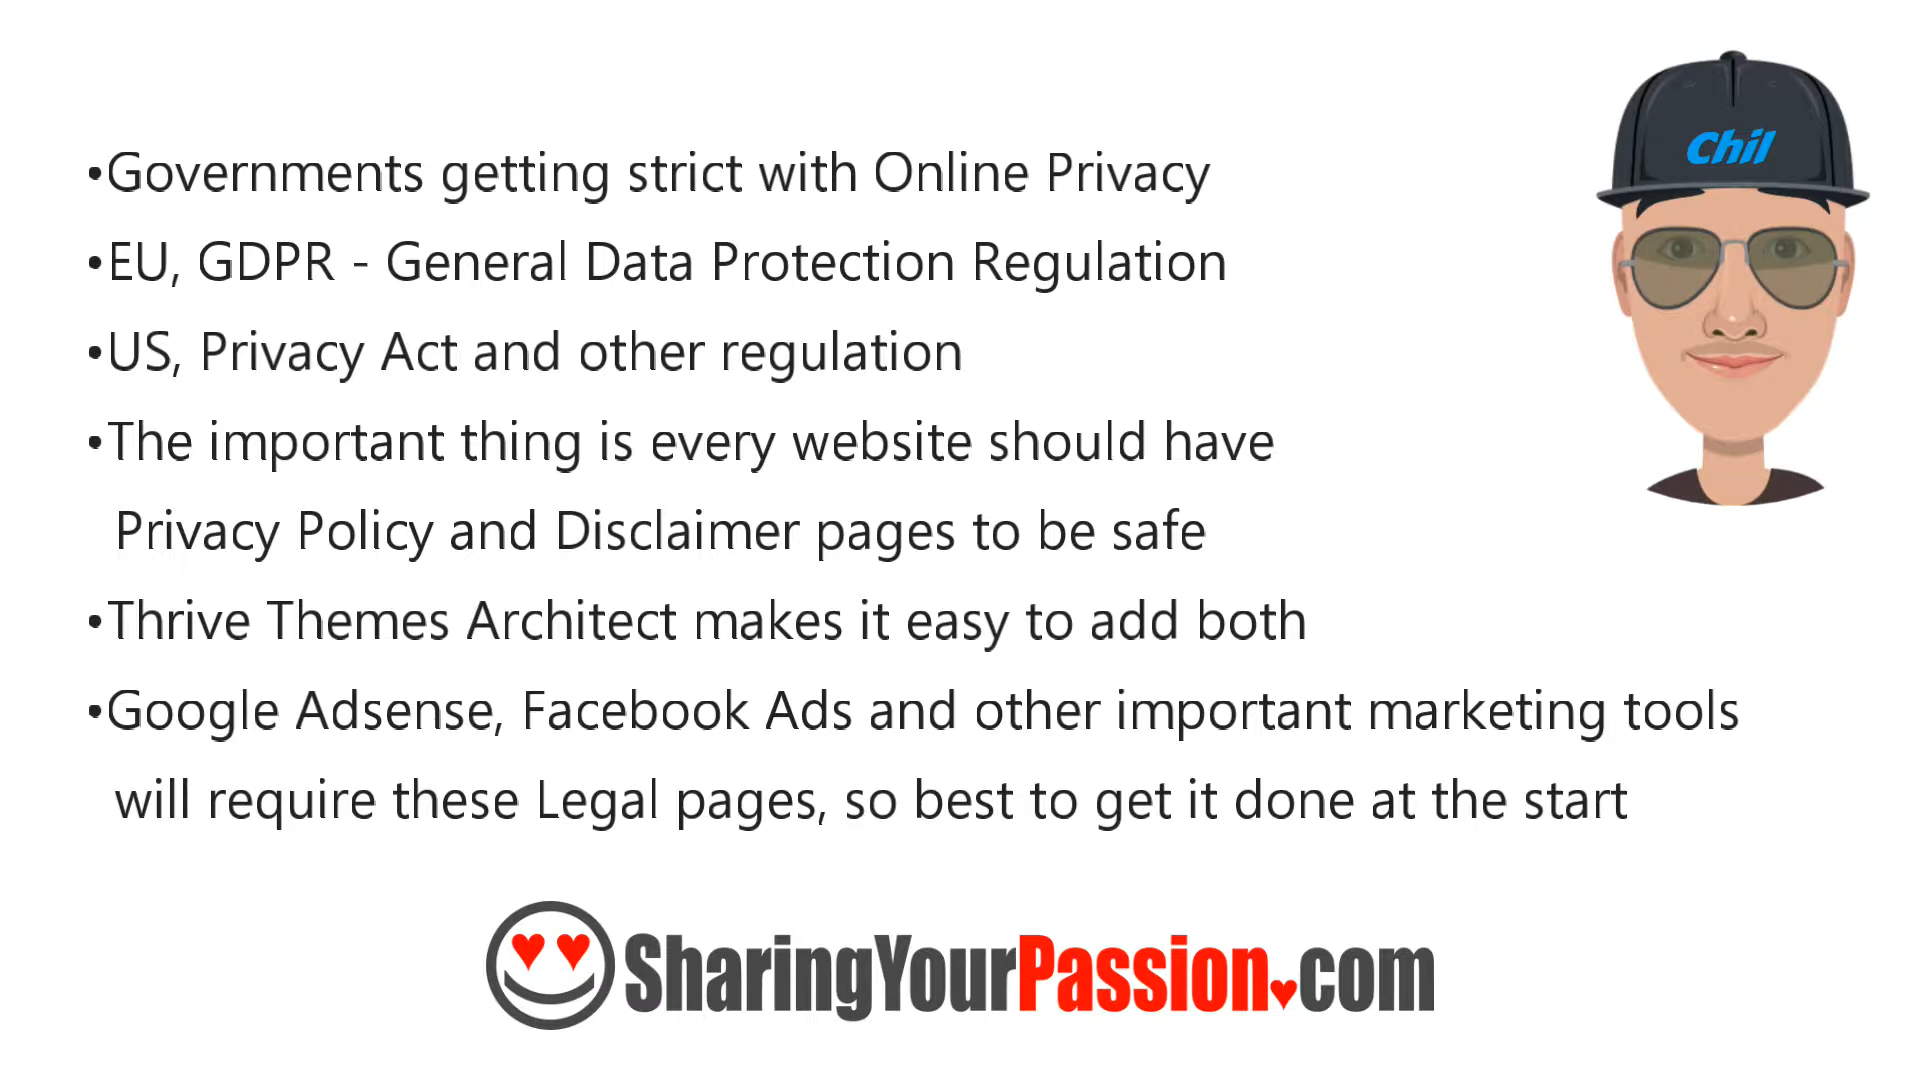 Chil
•Governments getting strict with Online Privacy
•EU, GDPR - General Data Protection Regulation
•US, Privacy Act and other regulation
•The important thing is every website should have
Privacy Policy and Disclaimer pages to be safe
•Thrive Themes Architect makes it easy to add both
•Google Adsense, Facebook Ads and other important marketing tools
will require these Legal pages, so best to get it done at the start
SharingYourPassion.com